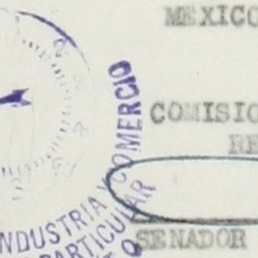 MEXICO
COMISIO
RE
SENADOR
INDUSTRIA Y COMERCIO
PARTICULAR